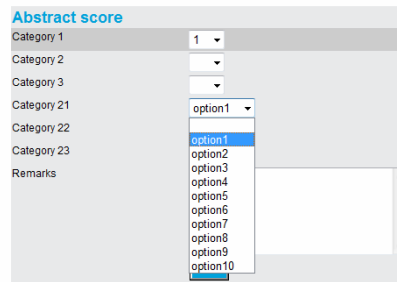 Abstract score
Category 1 1
Category 2
Category 3
Category 21 option1
Category 22
Category 23
Remarks
option1
option2
option3
option4
option5
option6
option7
option8
option9
option10